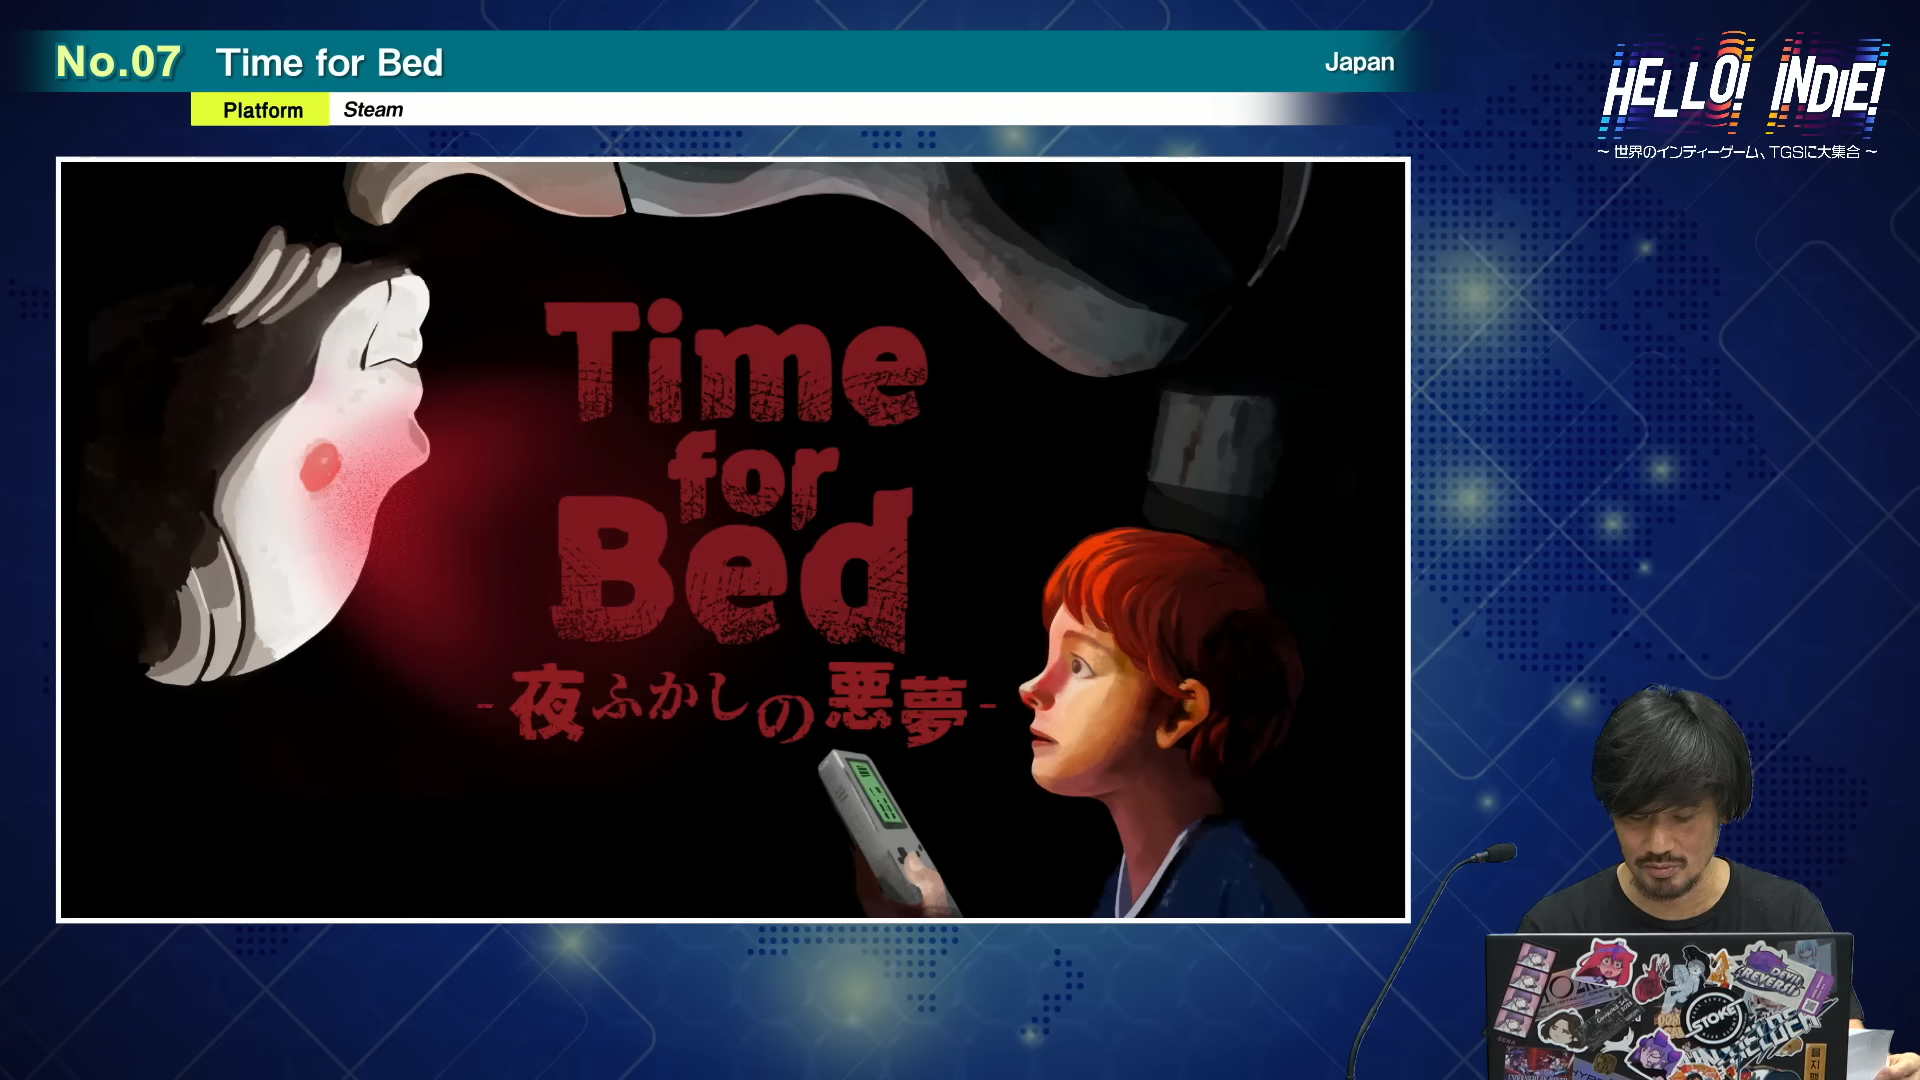 No.07 Time for Bed Japan
Platform Steam
HELLO! INDIE!
~ 世界のインディーゲーム、TGSに大集合 ~
Time
for
Bed
- 夜ふかしの悪夢 -
DEVIL
STOKE